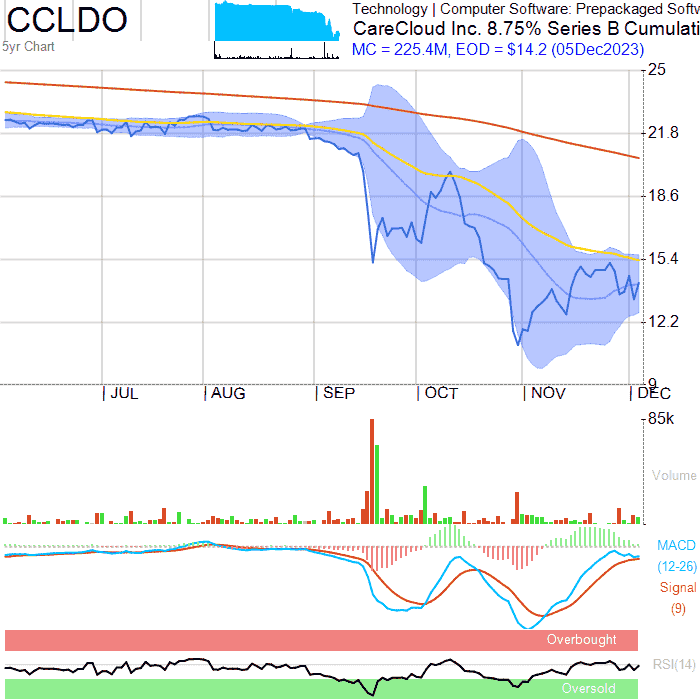 CCLDO
5yr Chart
Technology | Computer Software: Prepackaged Softw
CareCloud Inc. 8.75% Series B Cumulati
MC = 225.4M, EOD = $14.2 (05Dec2023)
25
21.8
18.6
15.4
12.2
9
JUL AUG SEP OCT NOV DEC
85k
Volume
MACD
(12-26)
Signal
(9)
Overbought
RSI(14)
Oversold